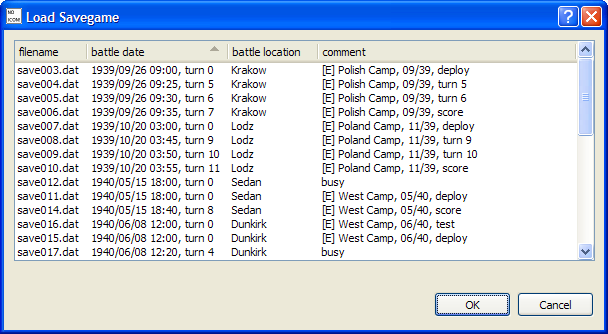 NO ICON Load Savegame
filename battle date battle location comment
save003.dat 1939/09/26 09:00, turn 0 Krakow [E] Polish Camp, 09/39, deploy
save004.dat 1939/09/26 09:25, turn 5 Krakow [E] Polish Camp, 09/39, turn 5
save005.dat 1939/09/26 09:30, turn 6 Krakow [E] Polish Camp, 09/39, turn 6
save006.dat 1939/09/26 09:35, turn 7 Krakow [E] Polish Camp, 09/39, score
save007.dat 1939/10/20 03:00, turn 0 Lodz [E] Poland Camp, 11/39, deploy
save008.dat 1939/10/20 03:45, turn 9 Lodz [E] Poland Camp, 11/39, turn 9
save009.dat 1939/10/20 03:50, turn 10 Lodz [E] Poland Camp, 11/39, turn 10
save010.dat 1939/10/20 03:55, turn 11 Lodz [E] Poland Camp, 11/39, score
save012.dat 1940/05/15 18:00, turn 0 Sedan busy
save011.dat 1940/05/15 18:00, turn 0 Sedan [E] West Camp, 05/40, deploy
save014.dat 1940/05/15 18:40, turn 8 Sedan [E] West Camp, 05/40, score
save016.dat 1940/06/08 12:00, turn 0 Dunkirk [E] West Camp, 06/40, test
save015.dat 1940/06/08 12:00, turn 0 Dunkirk [E] West Camp, 06/40, deploy
save017.dat 1940/06/08 12:20, turn 4 Dunkirk busy
OK Cancel